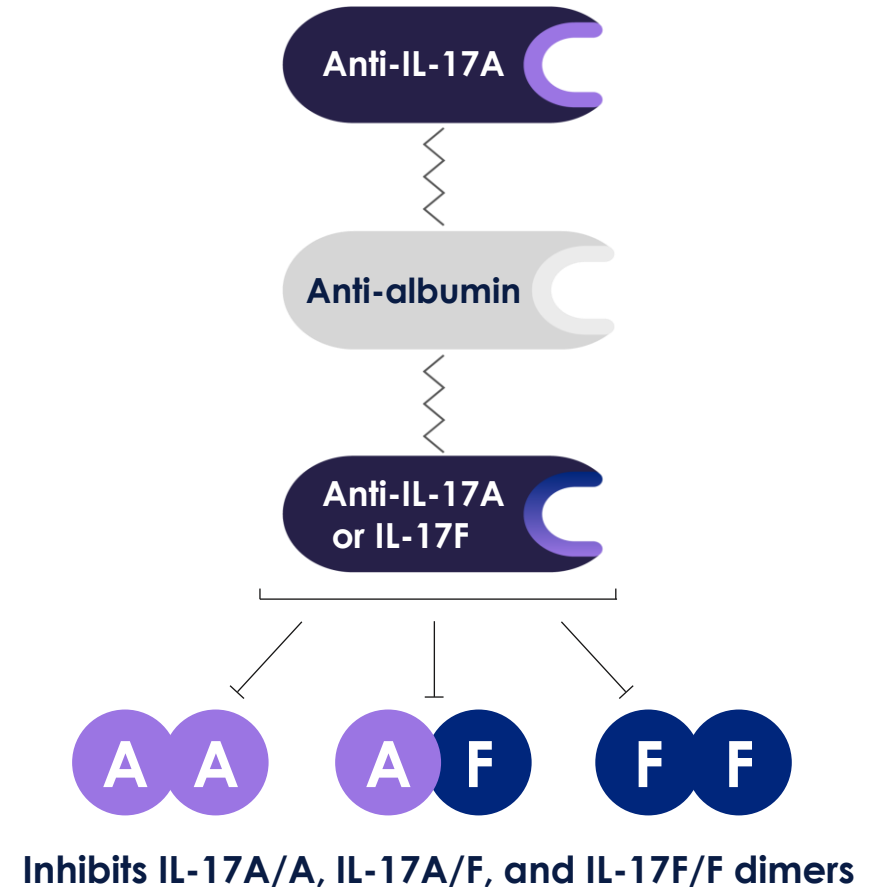 Anti-IL-17A
Anti-albumin
Anti-IL-17A
or IL-17F
A A A F F F
Inhibits IL-17A/A, IL-17A/F, and IL-17F/F dimers